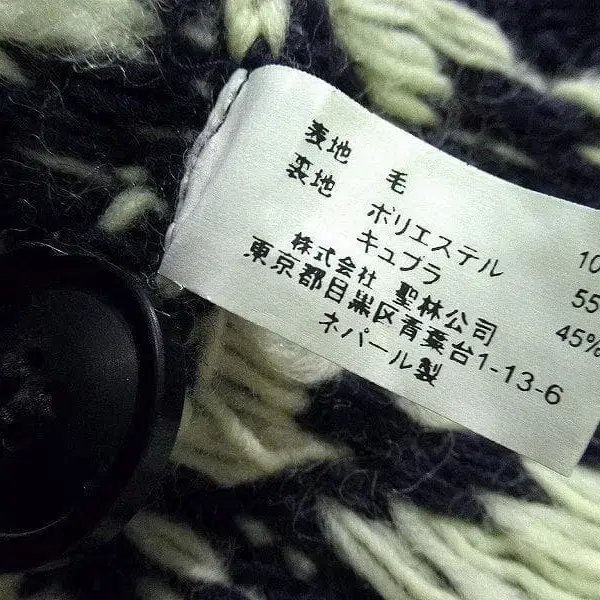 表地 毛 10
裏地 ポリエステル 55
キュプラ 45%
株式会社 聖林公司
東京都目黒区青葉台1-13-6
ネパール製